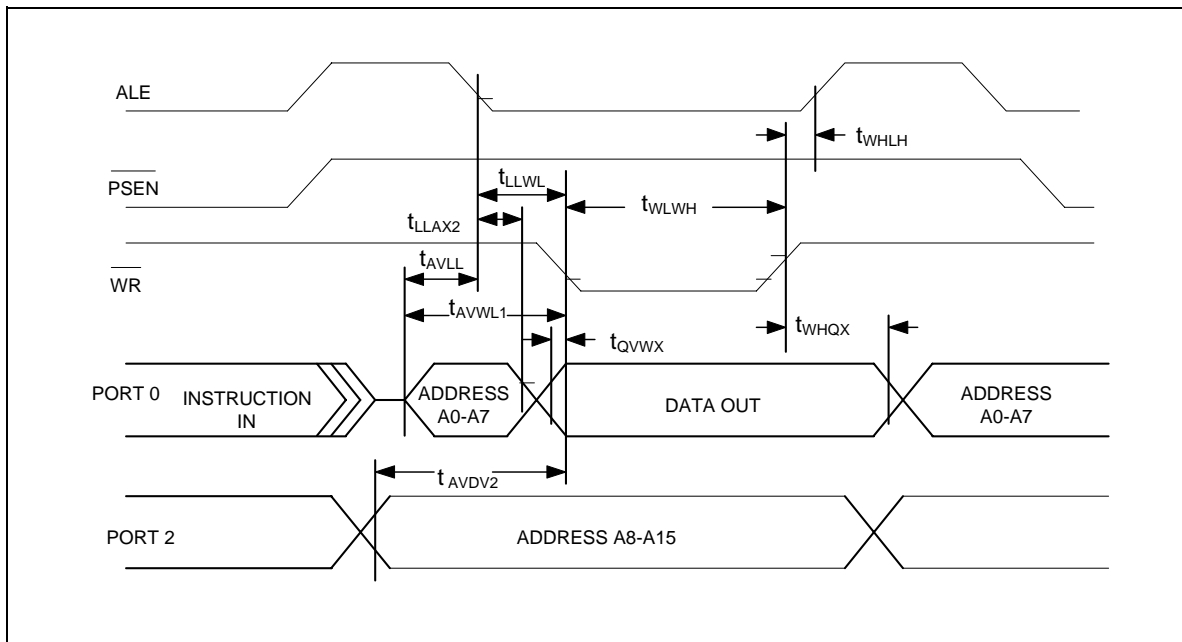 ALE
tWHLH
PSEN
tLLWL
tWLWH
tLLAX2
WR
tAVLL
tAVWL1
tWHQX
tQVWX
PORT 0
INSTRUCTION
IN
ADDRESS
A0-A7
DATA OUT
ADDRESS
A0-A7
t AVDV2
PORT 2
ADDRESS A8-A15